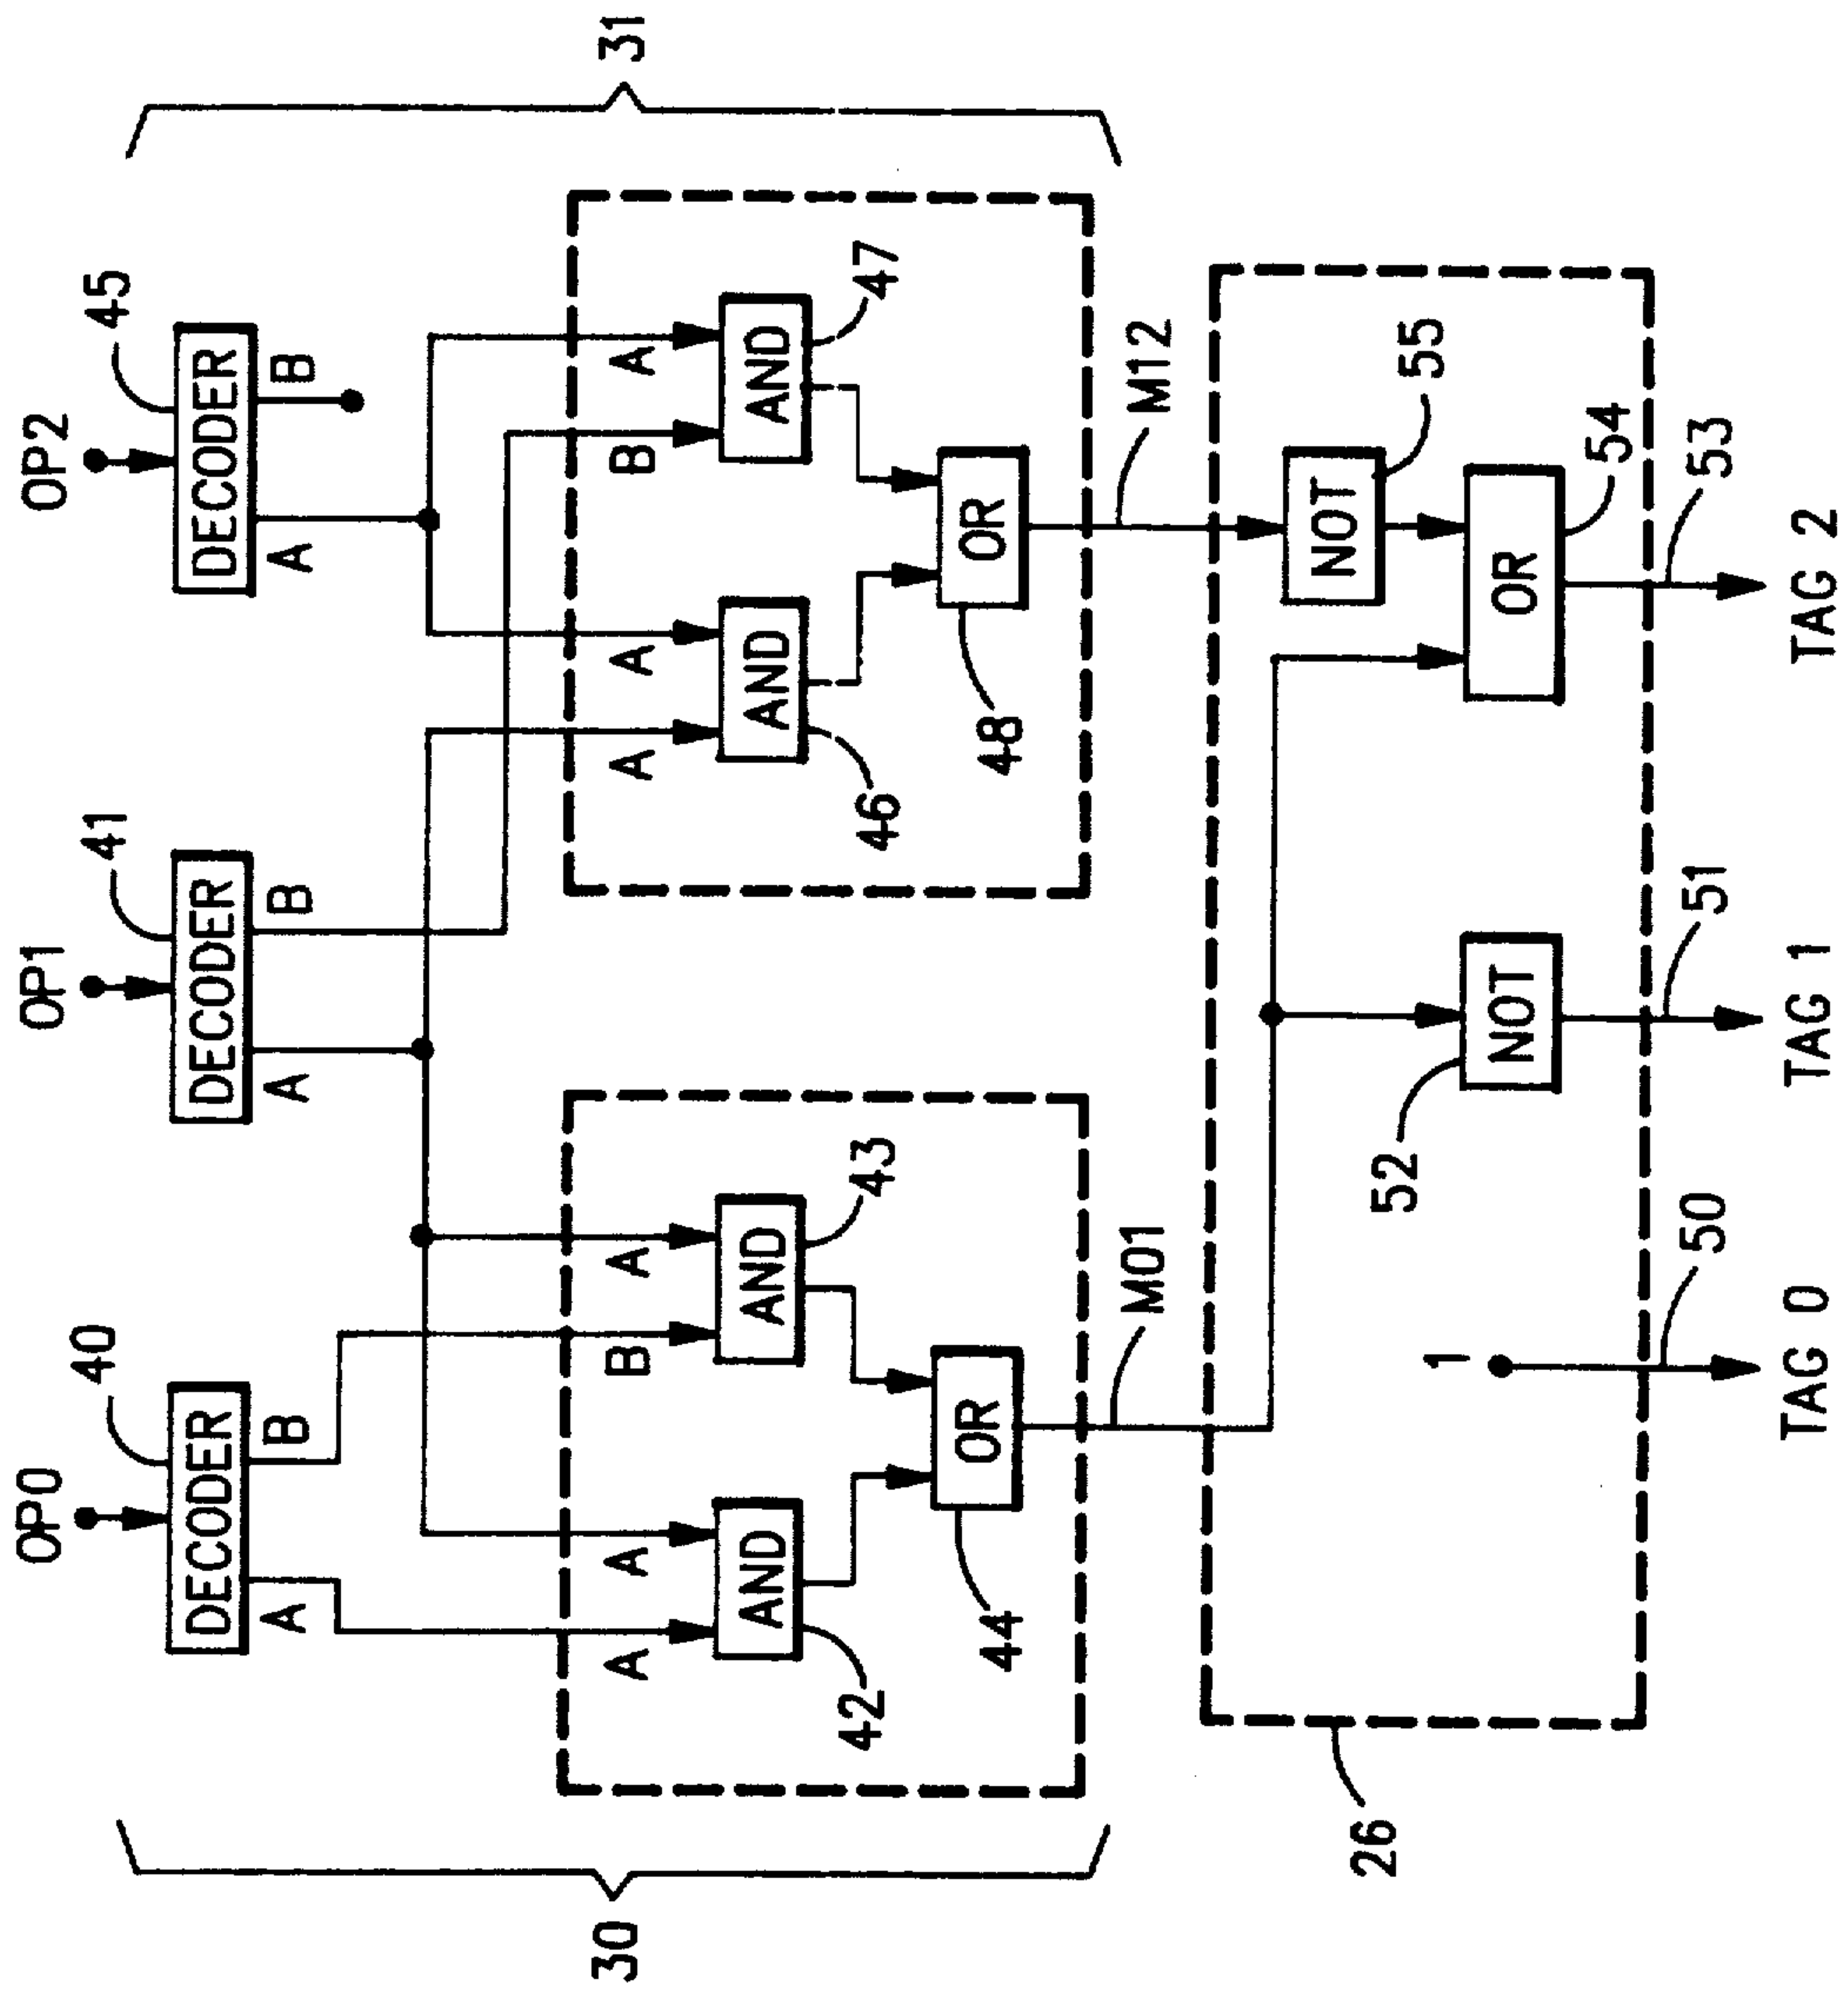 OP0 OP1 OP2
40 41 45
DECODER DECODER DECODER
A B A B A B
30 31
A A B A A A B A
AND AND AND AND
42 43 46 47
OR OR
44 48
M01 M12
26
NOT
55
1
NOT
52
OR
54
50 51 53
TAG 0 TAG 1 TAG 2